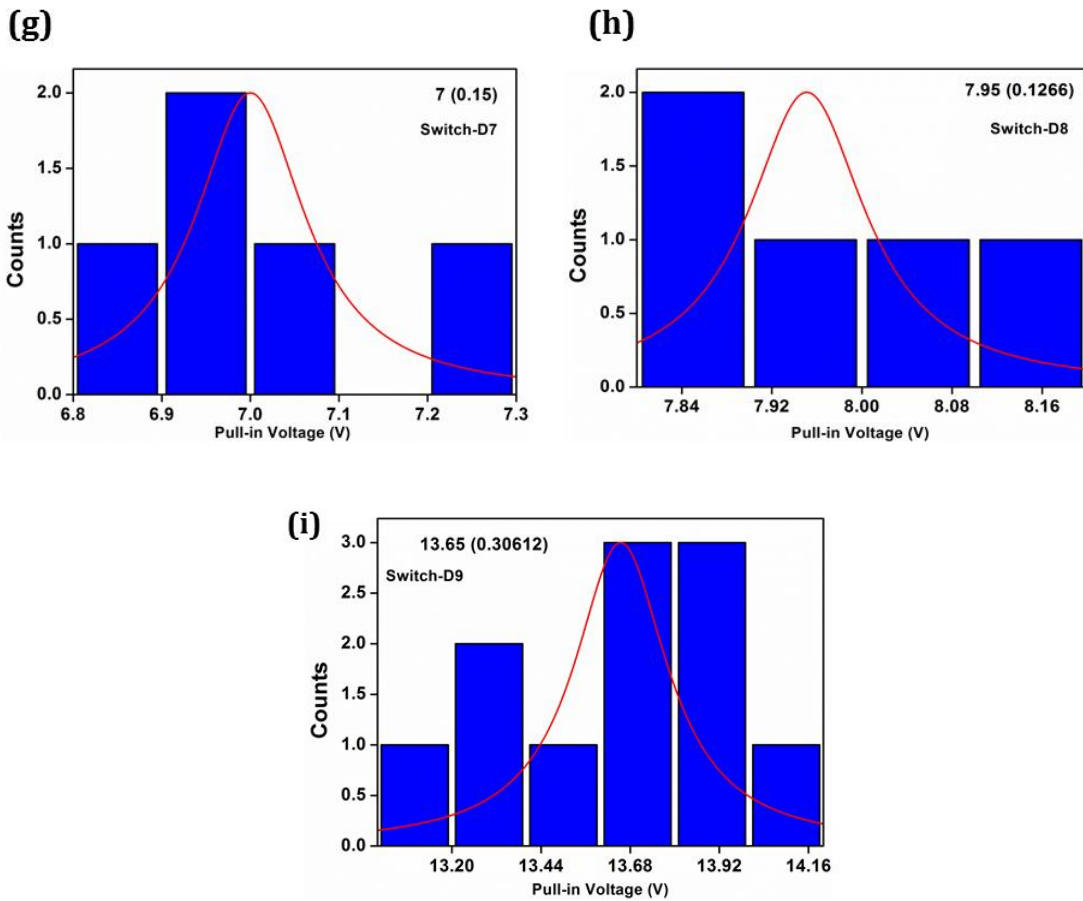 (g)
7 (0.15)
Switch-D7
Counts
2.0
1.5
1.0
0.5
0.0
6.8 6.9 7.0 7.1 7.2 7.3
Pull-in Voltage (V)
(h)
7.95 (0.1266)
Switch-D8
Counts
2.0
1.5
1.0
0.5
0.0
7.84 7.92 8.00 8.08 8.16
Pull-in Voltage (V)
(i)
13.65 (0.30612)
Switch-D9
Counts
3.0
2.5
2.0
1.5
1.0
0.5
0.0
13.20 13.44 13.68 13.92 14.16
Pull-in Voltage (V)